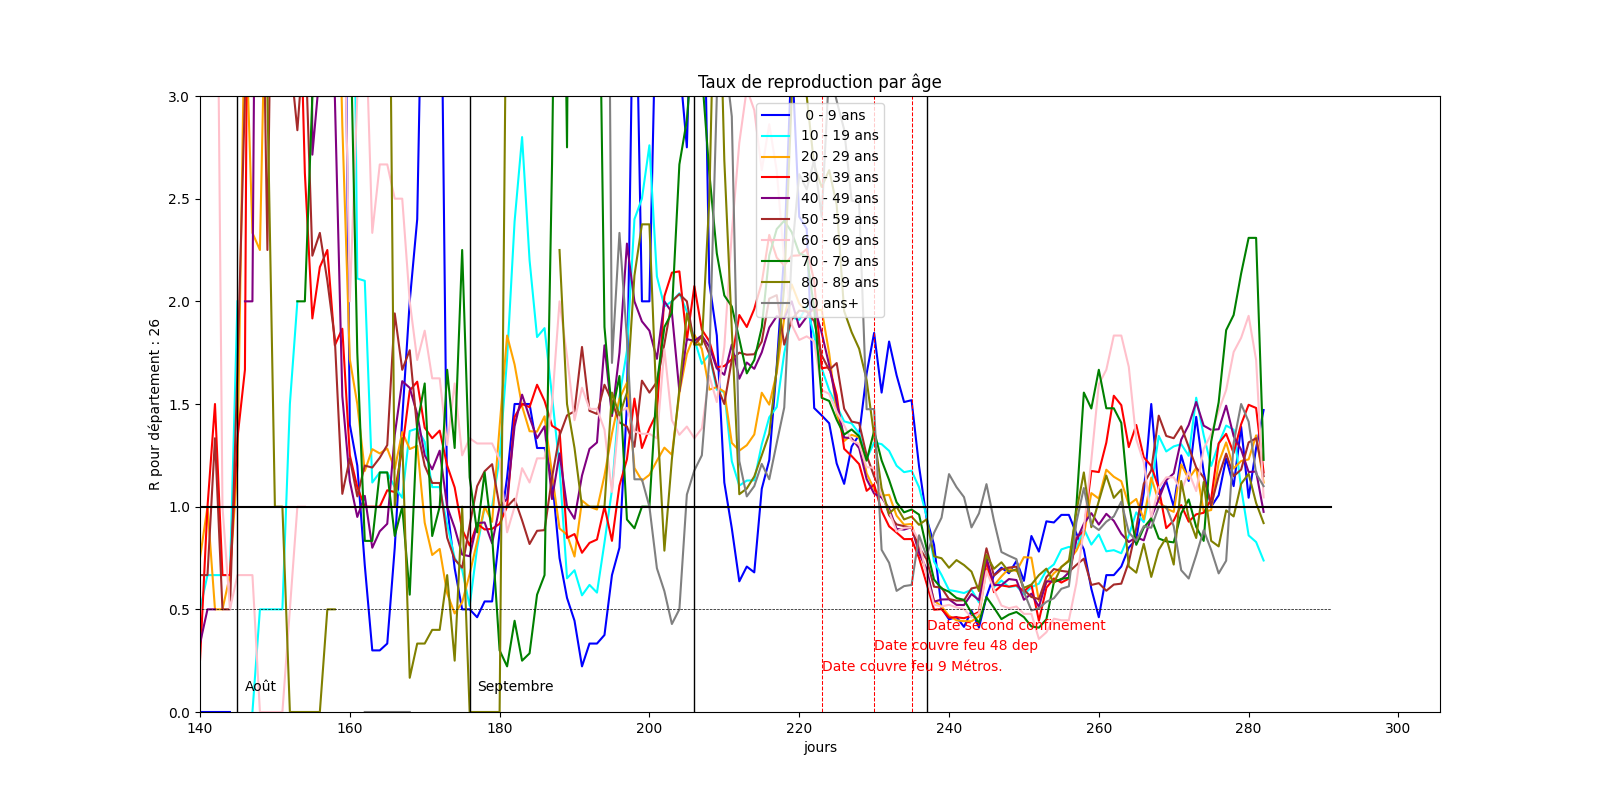 Taux de reproduction par âge
R pour département : 26
3.0
2.5
2.0
1.5
1.0
0.5
0.0
0 - 9 ans
10 - 19 ans
20 - 29 ans
30 - 39 ans
40 - 49 ans
50 - 59 ans
60 - 69 ans
70 - 79 ans
80 - 89 ans
90 ans+
Date second confinement
Date couvre feu 48 dep
Date couvre feu 9 Métros.
Août
Septembre
140
160
180
200
220
240
260
280
300
jours